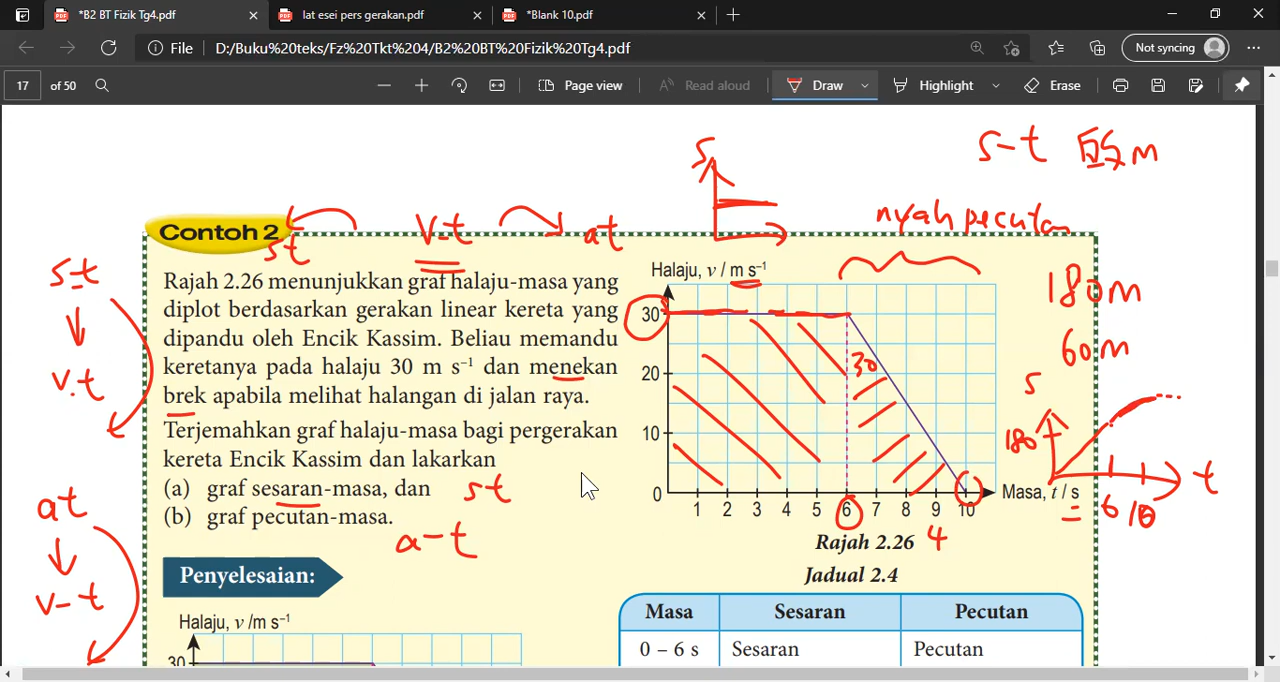 *B2 BT Fizik Tg4.pdf
lat esei pers gerakan.pdf
*Blank 10.pdf
File D:/Buku%20teks/Fz%20Tkt%204/B2%20BT%20Fizik%20Tg4.pdf
Not syncing
17 of 50
Page view
Read aloud
Draw
Highlight
Erase
s-t 的 m
s
nyah pecutan
v-t
st
at
Contoh 2
Rajah 2.26 menunjukkan graf halaju-masa yang
diplot berdasarkan gerakan linear kereta yang
dipandu oleh Encik Kassim. Beliau memandu
keretanya pada halaju 30 m s⁻¹ dan menekan
brek apabila melihat halangan di jalan raya.
Terjemahkan graf halaju-masa bagi pergerakan
kereta Encik Kassim dan lakarkan
(a) graf sesaran-masa, dan
st
(b) graf pecutan-masa.
a-t
s-t
v.t
at
v-t
Penyelesaian:
Halaju, v /m s⁻¹
30
Halaju, v / m s⁻¹
30
20
10
0
1 2 3 4 5 6 7 8 9 10
Masa, t / s
30
4
Rajah 2.26
180m
60m
s
180
6 10
t
Jadual 2.4
Masa Sesaran Pecutan
0 – 6 s Sesaran Pecutan